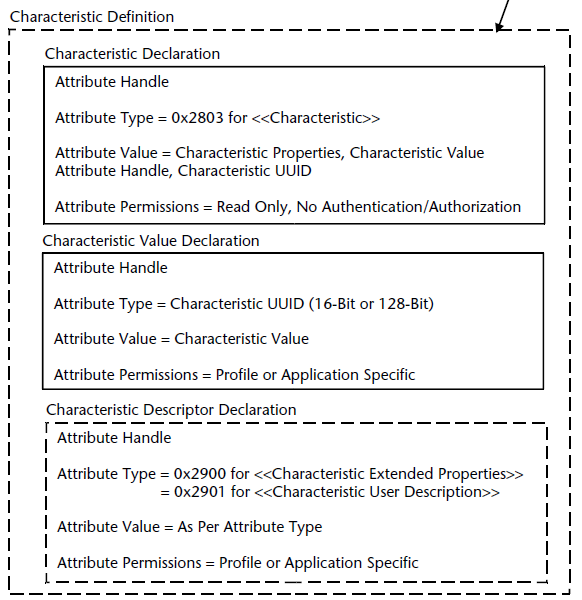 Characteristic Definition
Characteristic Declaration
Attribute Handle
Attribute Type = 0x2803 for <<Characteristic>>
Attribute Value = Characteristic Properties, Characteristic Value
Attribute Handle, Characteristic UUID
Attribute Permissions = Read Only, No Authentication/Authorization
Characteristic Value Declaration
Attribute Handle
Attribute Type = Characteristic UUID (16-Bit or 128-Bit)
Attribute Value = Characteristic Value
Attribute Permissions = Profile or Application Specific
Characteristic Descriptor Declaration
Attribute Handle
Attribute Type = 0x2900 for <<Characteristic Extended Properties>>
= 0x2901 for <<Characteristic User Description>>
Attribute Value = As Per Attribute Type
Attribute Permissions = Profile or Application Specific